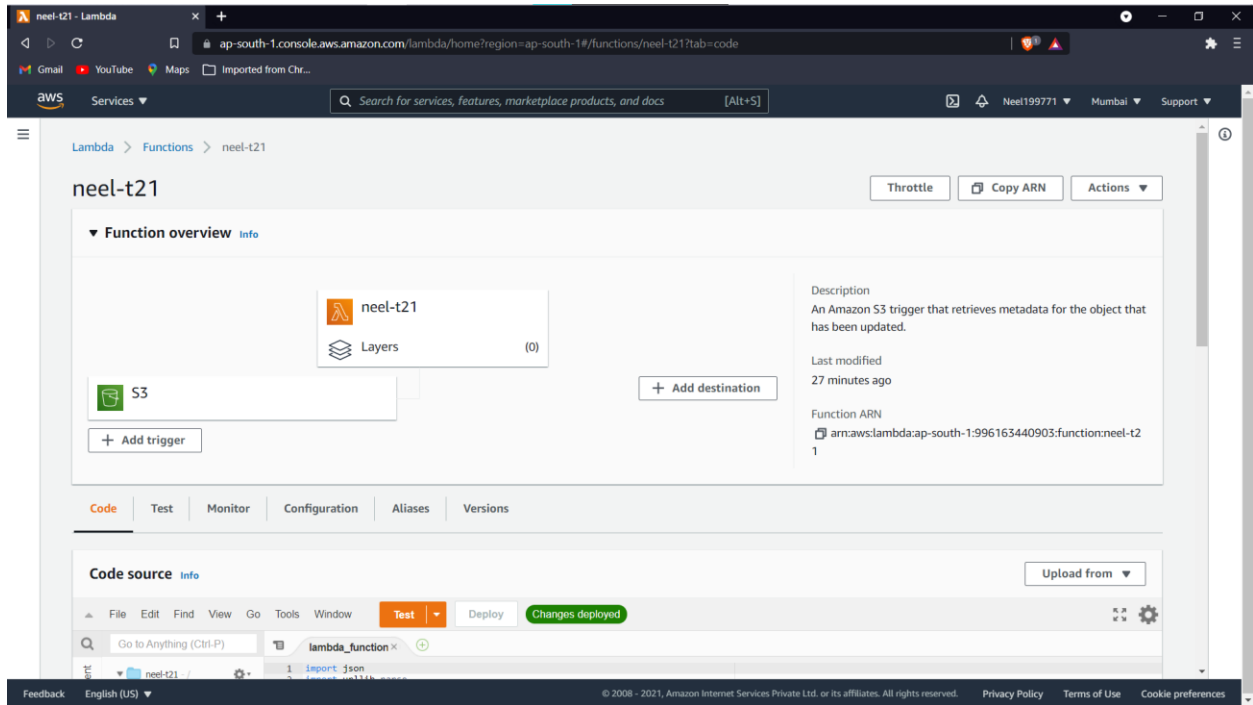 neel-t21 - Lambda
ap-south-1.console.aws.amazon.com/lambda/home?region=ap-south-1#/functions/neel-t21?tab=code
Gmail YouTube Maps Imported from Chr...
aws Services ▼ Search for services, features, marketplace products, and docs [Alt+S] Neel199771 ▼ Mumbai ▼ Support ▼
Lambda > Functions > neel-t21
neel-t21
Throttle Copy ARN Actions ▼
▼ Function overview Info
neel-t21
Layers (0)
S3
+ Add trigger
+ Add destination
Description
An Amazon S3 trigger that retrieves metadata for the object that
has been updated.
Last modified
27 minutes ago
Function ARN
arn:aws:lambda:ap-south-1:996163440903:function:neel-t2
1
Code Test Monitor Configuration Aliases Versions
Code source Info
Upload from ▼
File Edit Find View Go Tools Window Test Deploy Changes deployed
Go to Anything (Ctrl-P) lambda_function ×
neel-t21 - /
1 import json
Feedback English (US) ▼ © 2008 - 2021, Amazon Internet Services Private Ltd. or its affiliates. All rights reserved. Privacy Policy Terms of Use Cookie preferences